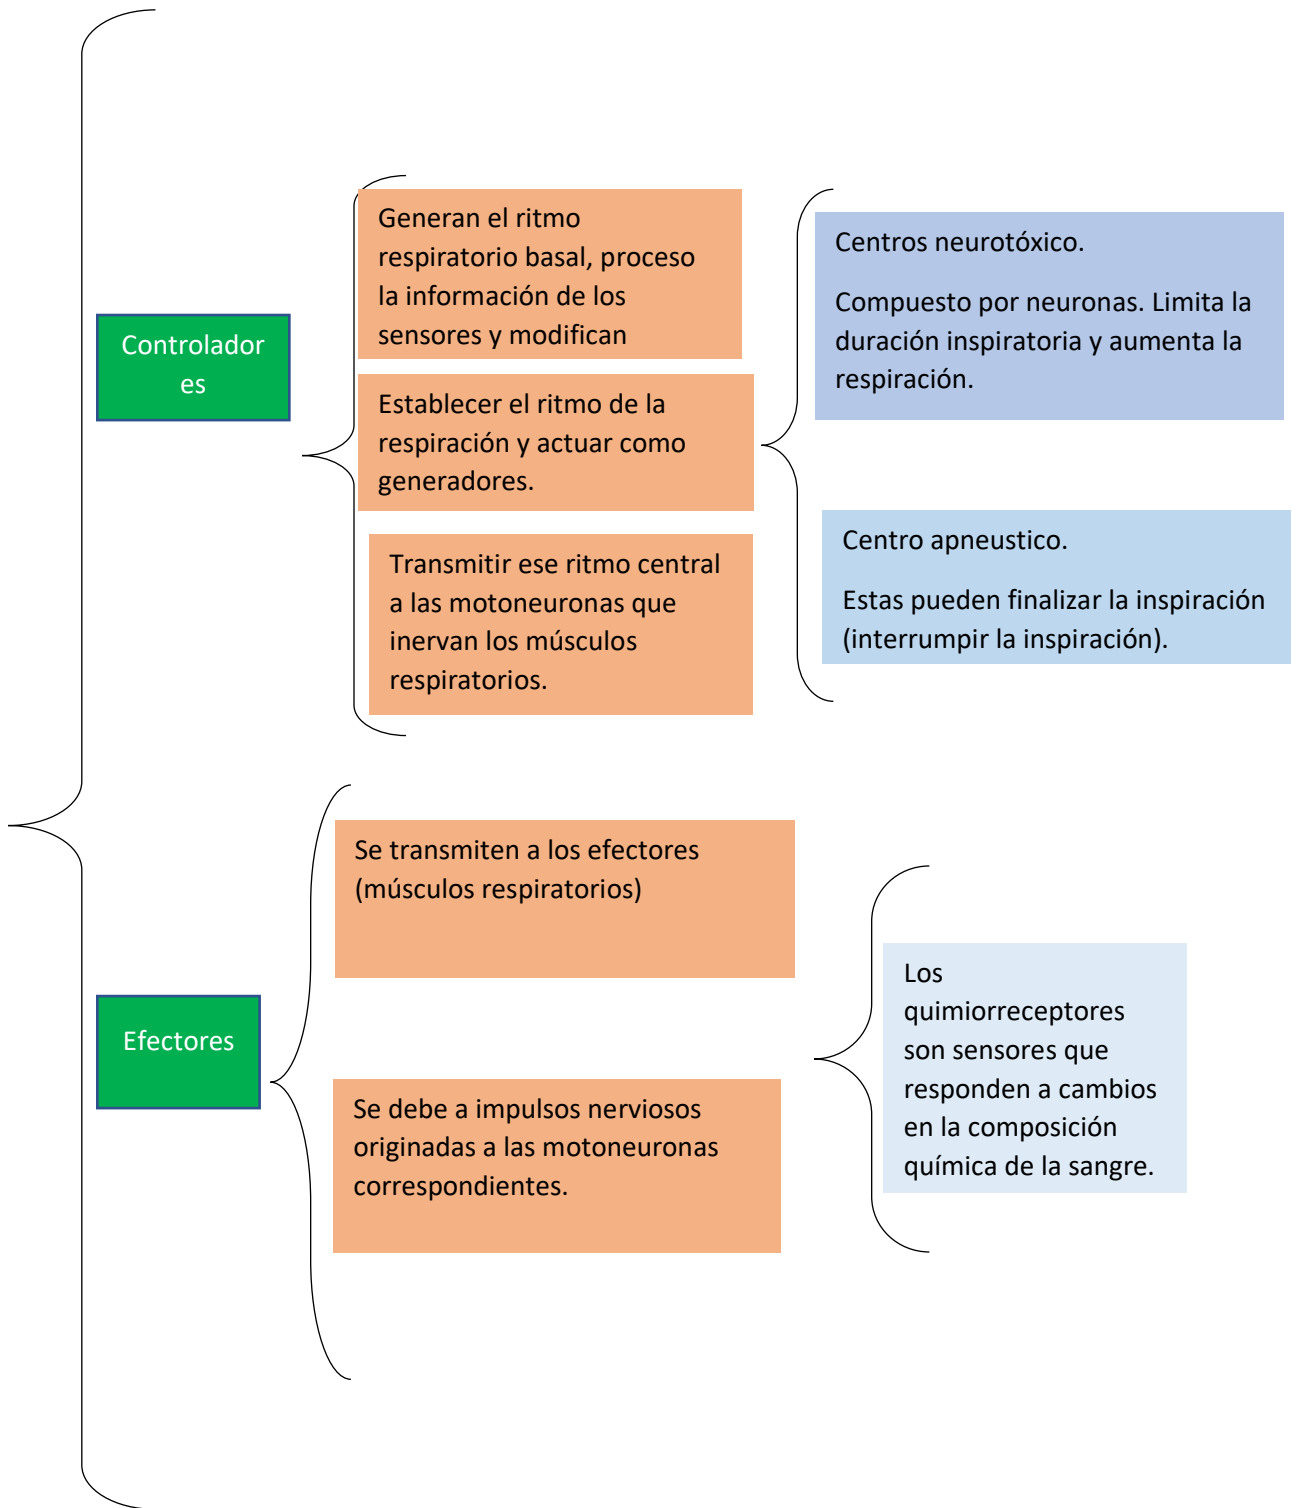 Controlador
es
Generan el ritmo
respiratorio basal, proceso
la información de los
sensores y modifican
Establecer el ritmo de la
respiración y actuar como
generadores.
Transmitir ese ritmo central
a las motoneuronas que
inervan los músculos
respiratorios.
Centros neurotóxico.
Compuesto por neuronas. Limita la
duración inspiratoria y aumenta la
respiración.
Centro apneustico.
Estas pueden finalizar la inspiración
(interrumpir la inspiración).
Efectores
Se transmiten a los efectores
(músculos respiratorios)
Se debe a impulsos nerviosos
originadas a las motoneuronas
correspondientes.
Los
quimiorreceptores
son sensores que
responden a cambios
en la composición
química de la sangre.